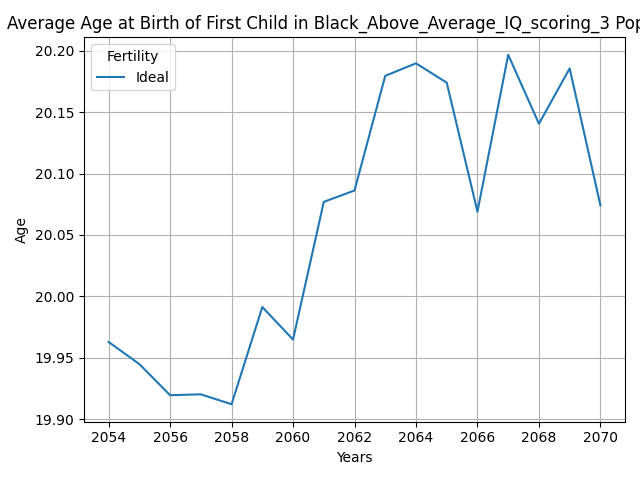 Average Age at Birth of First Child in Black_Above_Average_IQ_scoring_3 Pop
Fertility
Ideal
20.20
20.15
20.10
20.05
20.00
19.95
19.90
Age
2054 2056 2058 2060 2062 2064 2066 2068 2070
Years